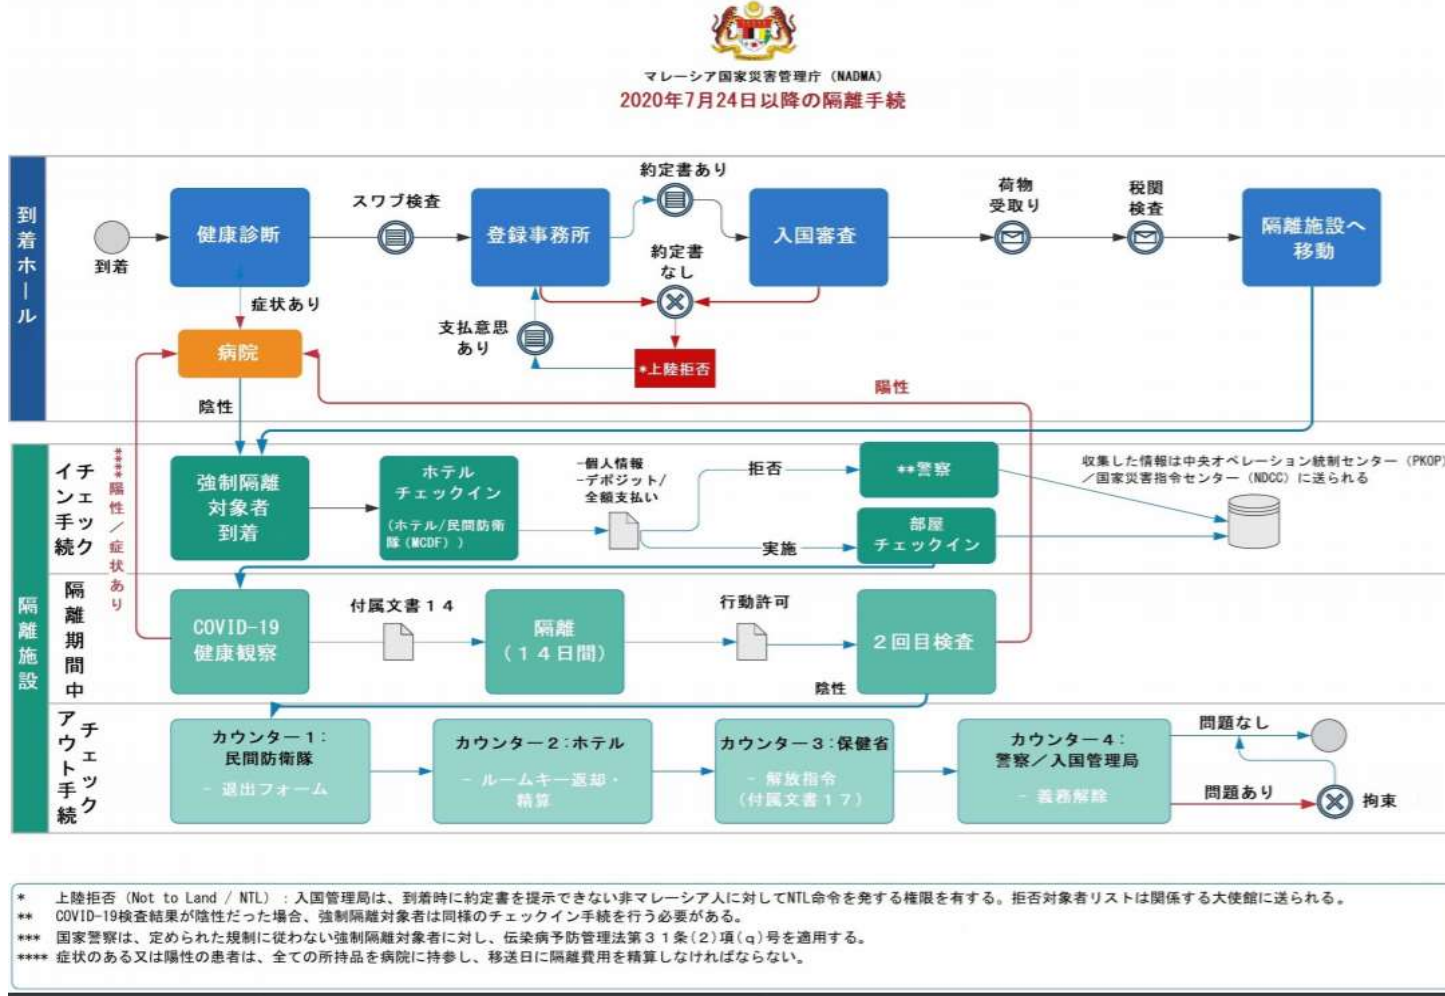 マレーシア国家災害管理庁 (NADMA)
2020年7月24日以降の隔離手続
到着ホール
到着
健康診断
スワブ検査
登録事務所
約定書あり
約定書
なし
入国審査
荷物
受取り
税関
検査
隔離施設へ
移動
症状あり
病院
支払意思
あり
*上陸拒否
陽性
陰性
隔離施設
チェック
イン手続
****陽性/症状あり
強制隔離
対象者
到着
ホテル
チェックイン
(ホテル/民間防衛
隊(MCDF))
-個人情報
-デポジット/
全額支払い
拒否
**警察
実施
部屋
チェックイン
収集した情報は中央オペレーション統制センター (PKOP)
/国家災害指令センター (NDCC) に送られる
隔離期間中
COVID-19
健康観察
付属文書14
隔離
(14日間)
行動許可
2回目検査
陰性
チェック
アウト手続
カウンター1:
民間防衛隊
- 退出フォーム
カウンター2:ホテル
- ルームキー返却・
精算
カウンター3:保健省
- 解放指令
(付属文書17)
カウンター4:
警察/入国管理局
- 義務解除
問題なし
問題あり
拘束
* 上陸拒否 (Not to Land / NTL) : 入国管理局は、到着時に約定書を提示できない非マレーシア人に対してNTL命令を発する権限を有する。拒否対象者リストは関係する大使館に送られる。
** COVID-19検査結果が陰性だった場合、強制隔離対象者は同様のチェックイン手続を行う必要がある。
*** 国家警察は、定められた規制に従わない強制隔離対象者に対し、伝染病予防管理法第31条(2)項(q)号を適用する。
**** 症状のある又は陽性の患者は、全ての所持品を病院に持参し、移送日に隔離費用を精算しなければならない。